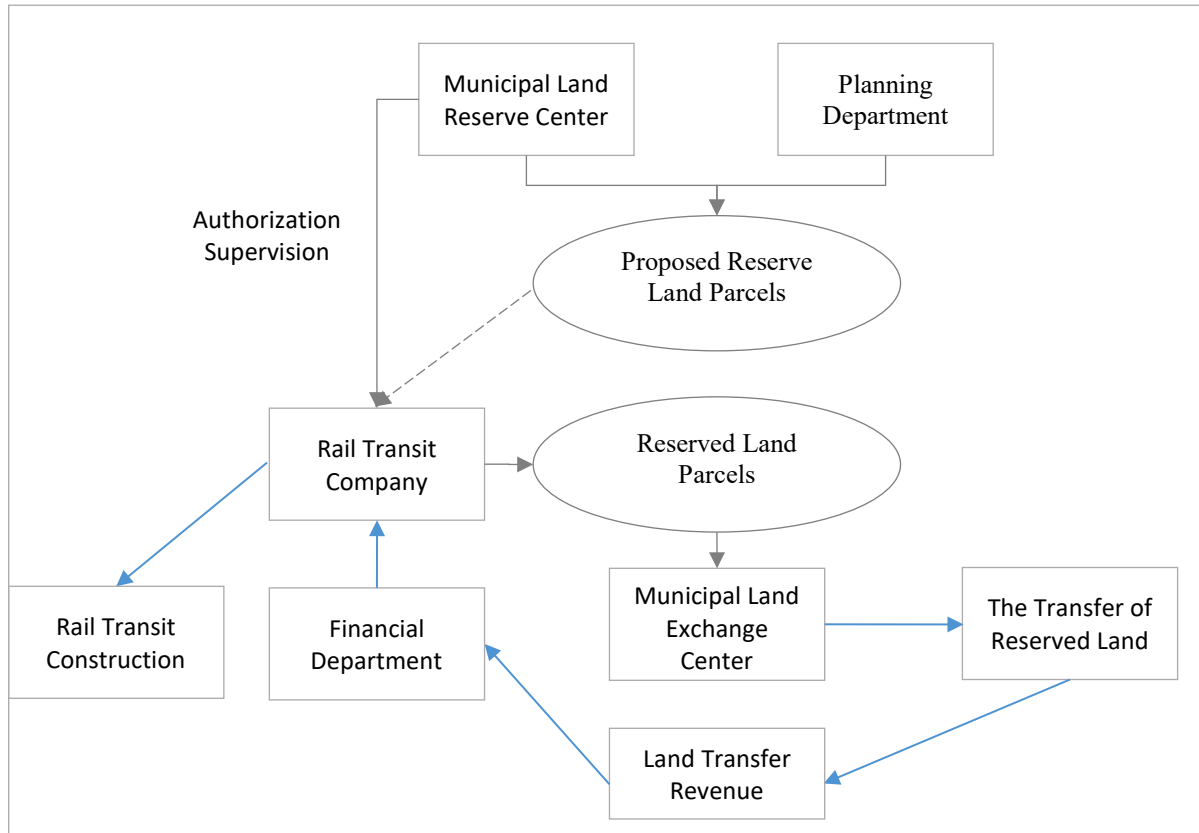 Municipal Land
Reserve Center
Planning
Department
Authorization
Supervision
Proposed Reserve
Land Parcels
Rail Transit
Company
Reserved Land
Parcels
Rail Transit
Construction
Financial
Department
Municipal Land
Exchange
Center
The Transfer of
Reserved Land
Land Transfer
Revenue